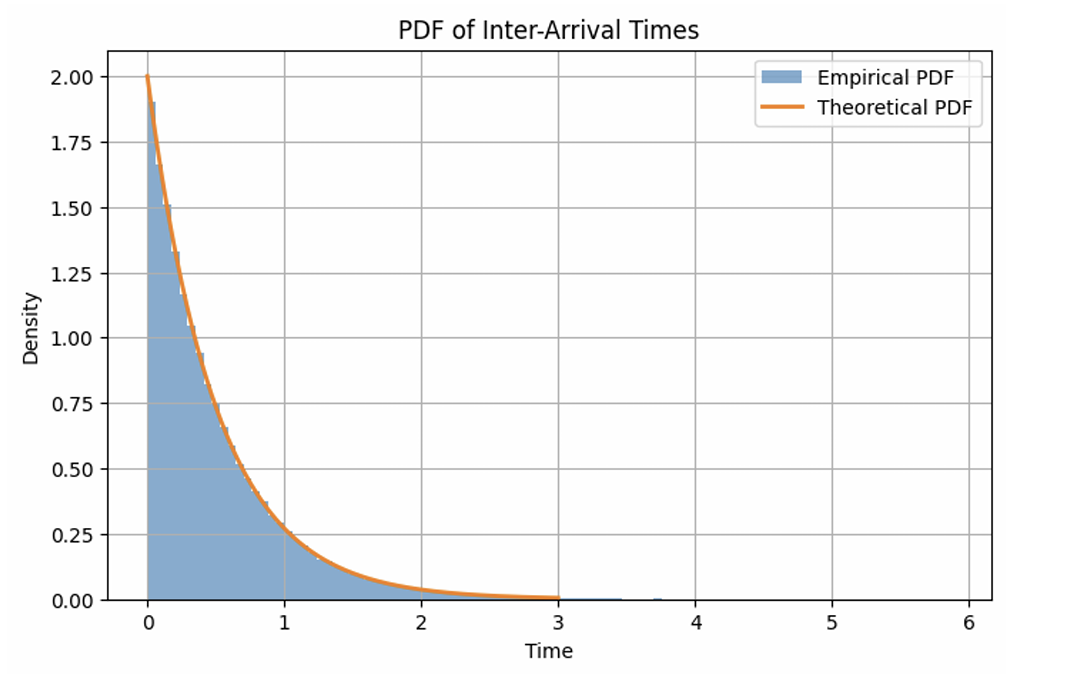 PDF of Inter-Arrival Times
Empirical PDF
Theoretical PDF
Density
2.00
1.75
1.50
1.25
1.00
0.75
0.50
0.25
0.00
0 1 2 3 4 5 6
Time